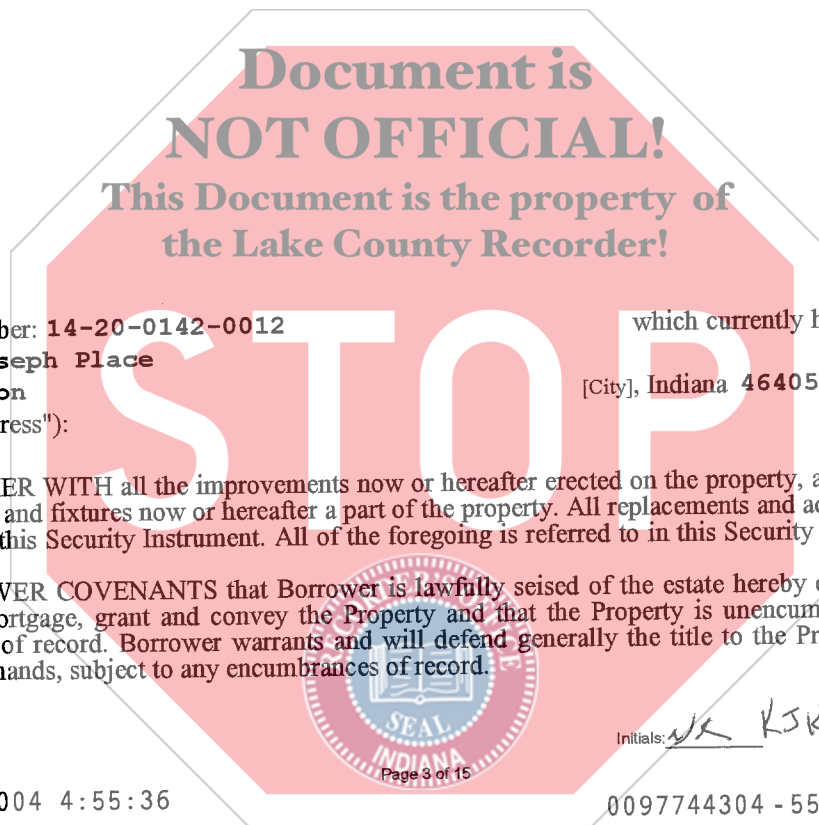 Document is
NOT OFFICIAL!
This Document is the property of
the Lake County Recorder!
STOP
ber: 14-20-0142-0012 which currently h
seph Place
on [City], Indiana 46405
ress"):
ER WITH all the improvements now or hereafter erected on the property, a
and fixtures now or hereafter a part of the property. All replacements and ad
this Security Instrument. All of the foregoing is referred to in this Security
VER COVENANTS that Borrower is lawfully seised of the estate hereby c
ortgage, grant and convey the Property and that the Property is unencum
of record. Borrower warrants and will defend generally the title to the Pr
nands, subject to any encumbrances of record.
SEAL
INDIANA
Initials: KJK
Page 3 of 15
004 4:55:36 0097744304 - 55